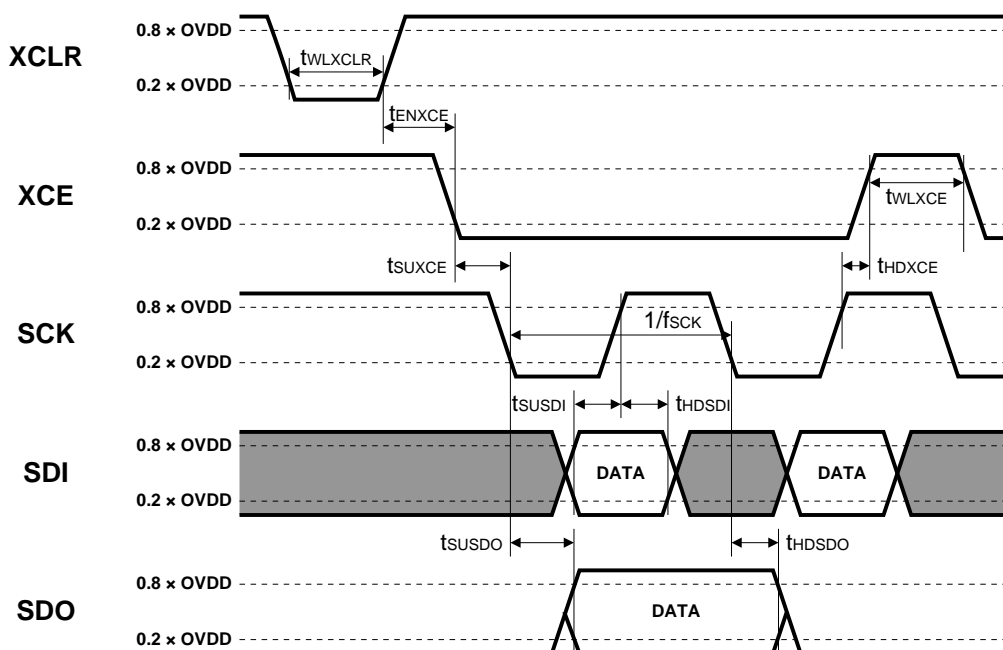 0.8 × OVDD
XCLR
tWLXCLR
0.2 × OVDD
tENXCE
0.8 × OVDD
XCE
tWLXCE
0.2 × OVDD
tSUXCE
tHDXCE
0.8 × OVDD
SCK
1/fSCK
0.2 × OVDD
tSUSDI
tHDSDI
0.8 × OVDD
SDI
DATA
DATA
0.2 × OVDD
tSUSDO
tHDSDO
0.8 × OVDD
SDO
DATA
0.2 × OVDD